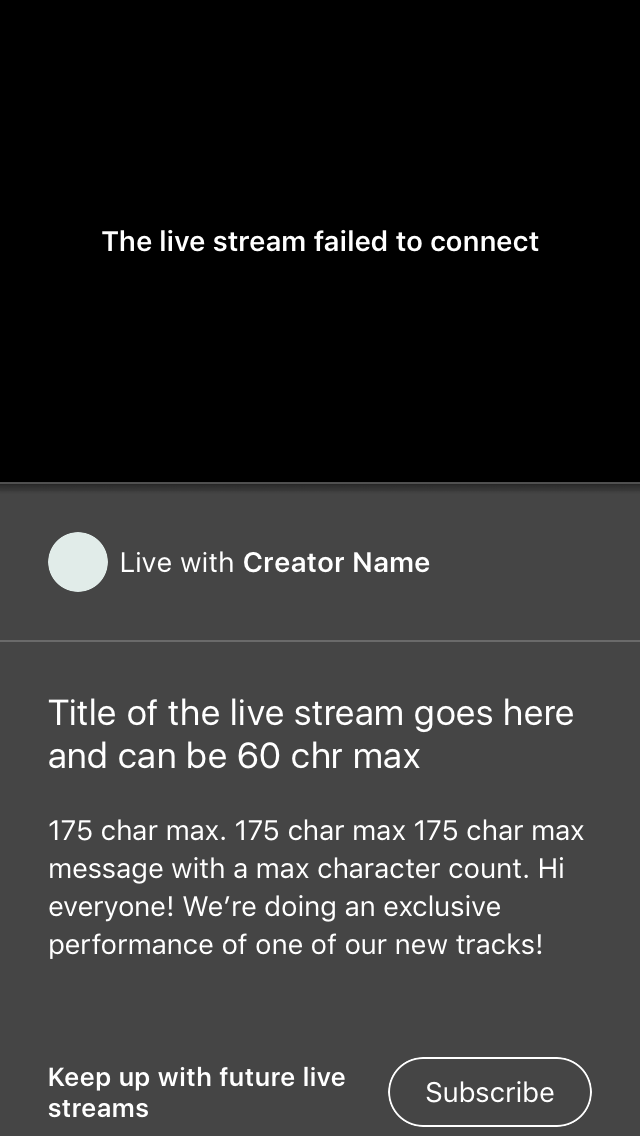 The live stream failed to connect
Live with Creator Name
Title of the live stream goes here
and can be 60 chr max
175 char max. 175 char max 175 char max
message with a max character count. Hi
everyone! We’re doing an exclusive
performance of one of our new tracks!
Keep up with future live
streams
Subscribe